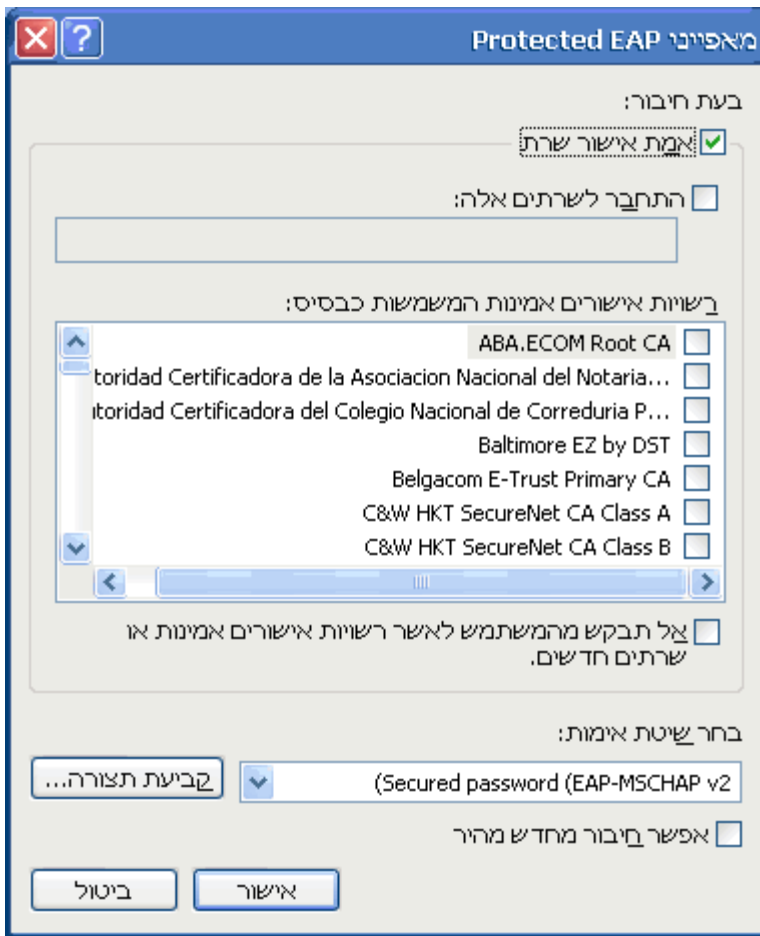 מאפייני Protected EAP
בעת חיבור:
אמת אישור שרת
התחבר לשרתים אלה:
רשויות אישורים אמינות המשמשות כבסיס:
ABA.ECOM Root CA
toridad Certificadora de la Asociacion Nacional del Notaria...
utoridad Certificadora del Colegio Nacional de Correduria P...
Baltimore EZ by DST
Belgacom E-Trust Primary CA
C&W HKT SecureNet CA Class A
C&W HKT SecureNet CA Class B
אל תבקש מהמשתמש לאשר רשויות אישורים אמינות או
שרתים חדשים.
בחר שיטת אימות:
(Secured password (EAP-MSCHAP v2
קביעת תצורה...
אפשר חיבור מחדש מהיר
אישור
ביטול